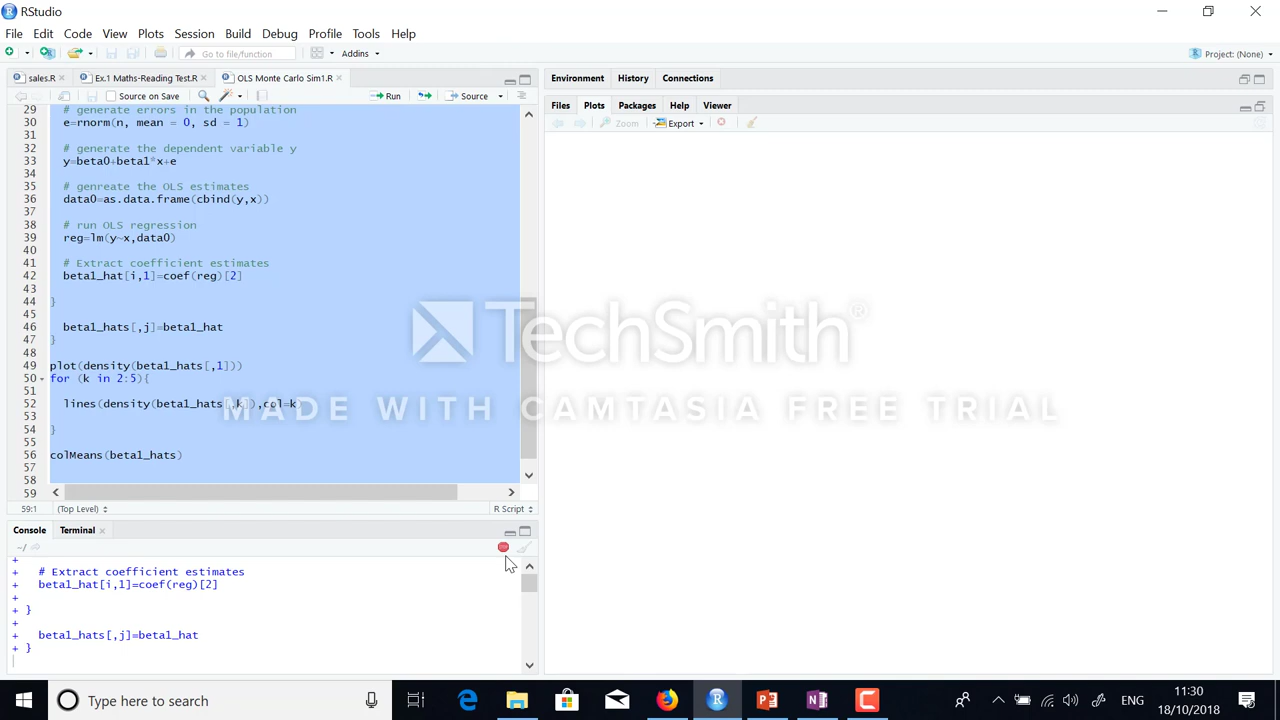 RStudio
File Edit Code View Plots Session Build Debug Profile Tools Help
Go to file/function Addins Project: (None)
sales.R Ex.1 Maths-Reading Test.R OLS Monte Carlo Sim1.R
Environment History Connections
Source on Save Run Source
Files Plots Packages Help Viewer
Zoom Export
29 # generate errors in the population
30 e=rnorm(n, mean = 0, sd = 1)
31
32 # generate the dependent variable y
33 y=beta0+beta1*x+e
34
35 # genreate the OLS estimates
36 data0=as.data.frame(cbind(y,x))
37
38 # run OLS regression
39 reg=lm(y~x,data0)
40
41 # Extract coefficient estimates
42 beta1_hat[i,1]=coef(reg)[2]
43
44 }
45
46 beta1_hats[,j]=beta1_hat
47 }
48
49 plot(density(beta1_hats[,1]))
50 for (k in 2:5){
51
52 lines(density(beta1_hats[,k]),col=k)
53
54 }
55
56 colMeans(beta1_hats)
57
58
59
TechSmith®
MADE WITH CAMTASIA FREE TRIAL
59:1 (Top Level) R Script
Console Terminal
~/
+
+ # Extract coefficient estimates
+ beta1_hat[i,1]=coef(reg)[2]
+
+ }
+
+ beta1_hats[,j]=beta1_hat
+ }
Type here to search
ENG
11:30
18/10/2018